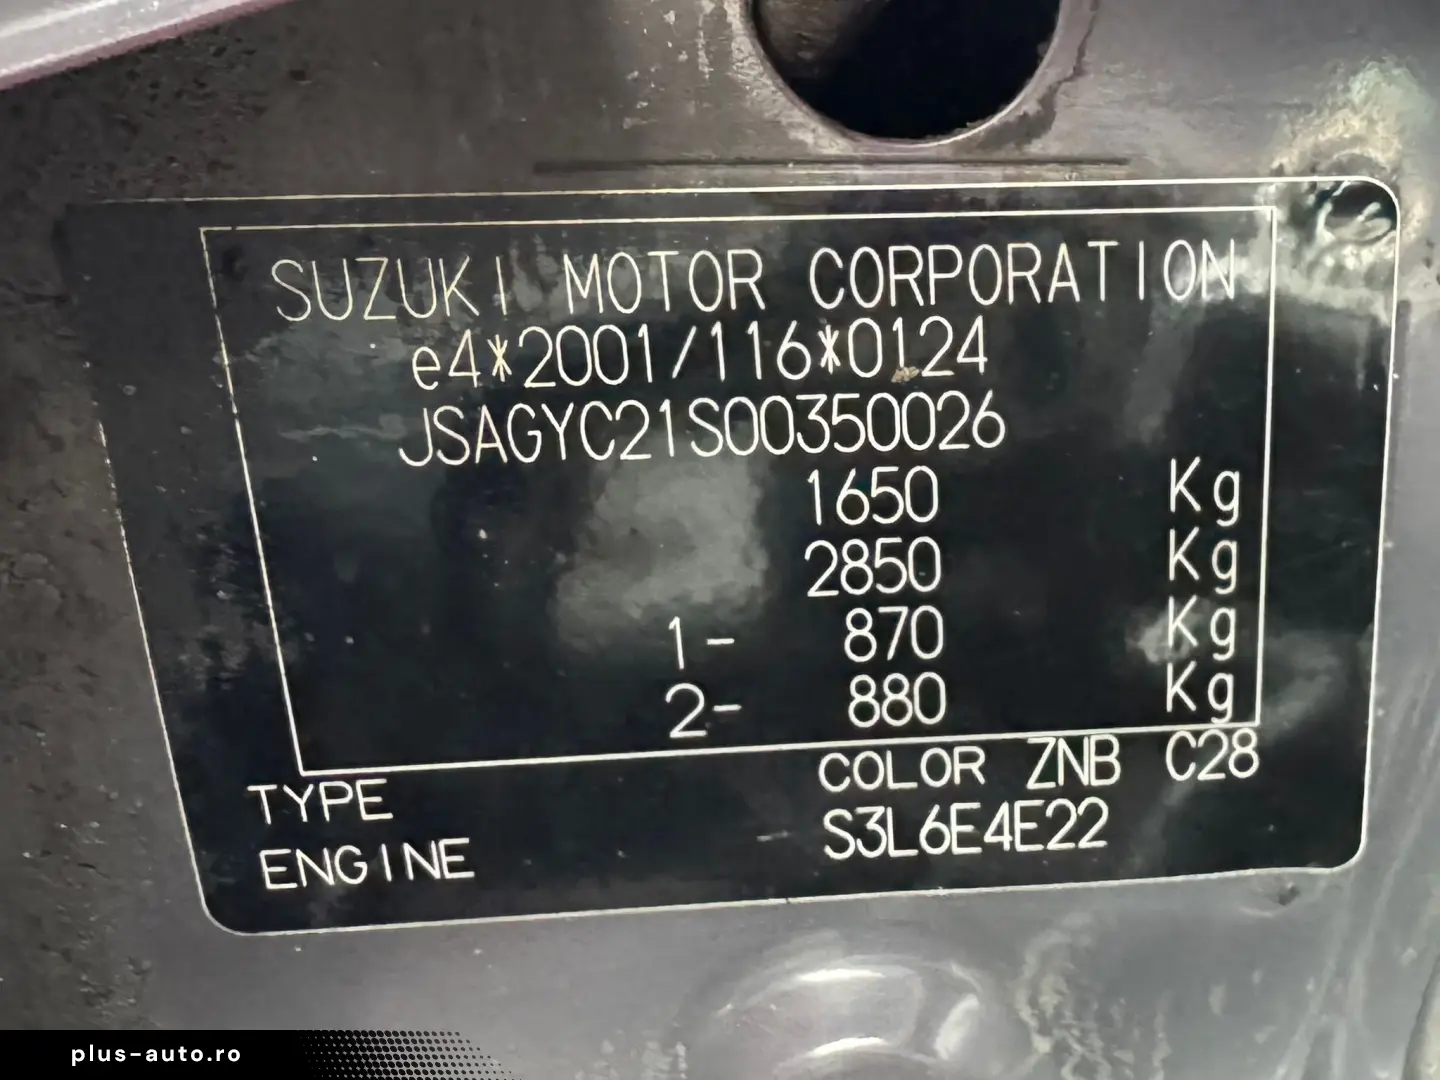 SUZUKI MOTOR CORPORATION
e4*2001/116*0124
JSAGYC21S00350026
1650 Kg
2850 Kg
1- 870 Kg
2- 880 Kg
COLOR ZNB C28
TYPE
ENGINE S3L6E4E22
plus-auto.ro